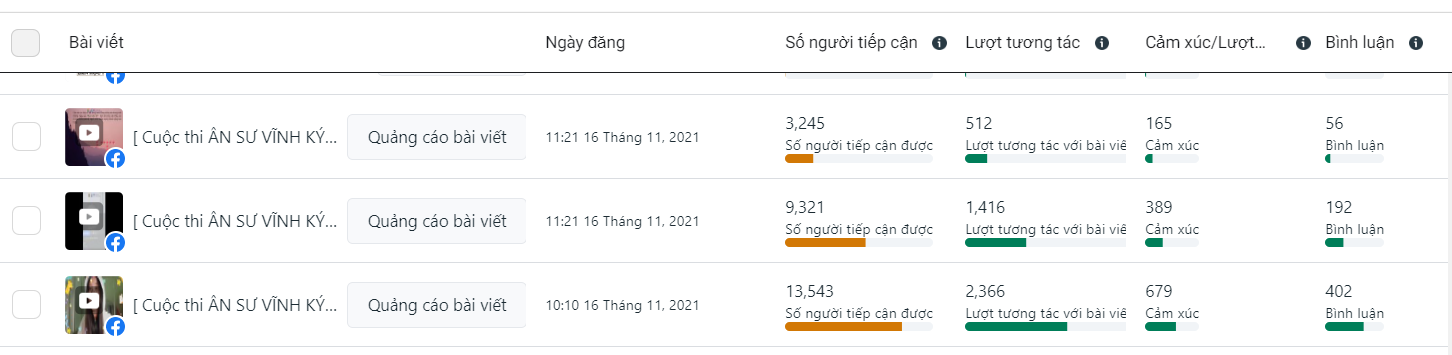 Bài viết
Ngày đăng
Số người tiếp cận
Lượt tương tác
Cảm xúc/Lượt...
Bình luận
[ Cuộc thi ÂN SƯ VĨNH KÝ...
Quảng cáo bài viết
11:21 16 Tháng 11, 2021
3,245
Số người tiếp cận được
512
Lượt tương tác với bài viế
165
Cảm xúc
56
Bình luận
[ Cuộc thi ÂN SƯ VĨNH KÝ...
Quảng cáo bài viết
11:21 16 Tháng 11, 2021
9,321
Số người tiếp cận được
1,416
Lượt tương tác với bài viế
389
Cảm xúc
192
Bình luận
[ Cuộc thi ÂN SƯ VĨNH KÝ...
Quảng cáo bài viết
10:10 16 Tháng 11, 2021
13,543
Số người tiếp cận được
2,366
Lượt tương tác với bài viế
679
Cảm xúc
402
Bình luận